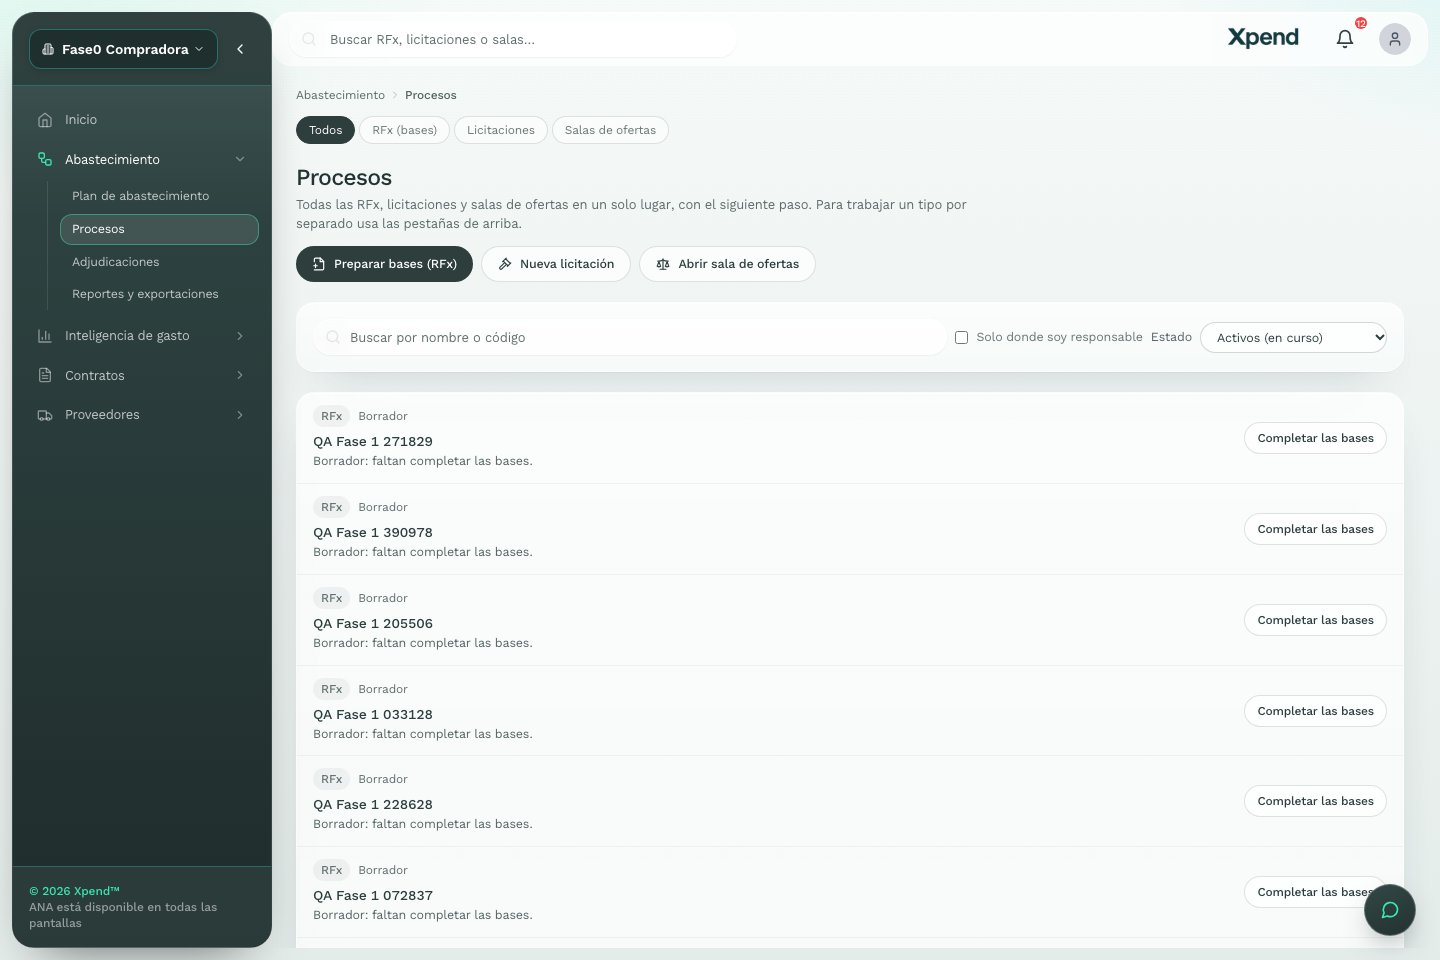 Fase0 Compradora
Buscar RFx, licitaciones o salas...
Xpend
12
Inicio
Abastecimiento
Plan de abastecimiento
Procesos
Adjudicaciones
Reportes y exportaciones
Inteligencia de gasto
Contratos
Proveedores
© 2026 Xpend™
ANA está disponible en todas las
pantallas
Abastecimiento > Procesos
Todos RFx (bases) Licitaciones Salas de ofertas
Procesos
Todas las RFx, licitaciones y salas de ofertas en un solo lugar, con el siguiente paso. Para trabajar un tipo por
separado usa las pestañas de arriba.
Preparar bases (RFx) Nueva licitación Abrir sala de ofertas
Buscar por nombre o código Solo donde soy responsable Estado Activos (en curso)
RFx Borrador
QA Fase 1 271829
Borrador: faltan completar las bases.
Completar las bases
RFx Borrador
QA Fase 1 390978
Borrador: faltan completar las bases.
Completar las bases
RFx Borrador
QA Fase 1 205506
Borrador: faltan completar las bases.
Completar las bases
RFx Borrador
QA Fase 1 033128
Borrador: faltan completar las bases.
Completar las bases
RFx Borrador
QA Fase 1 228628
Borrador: faltan completar las bases.
Completar las bases
RFx Borrador
QA Fase 1 072837
Borrador: faltan completar las bases.
Completar las bases